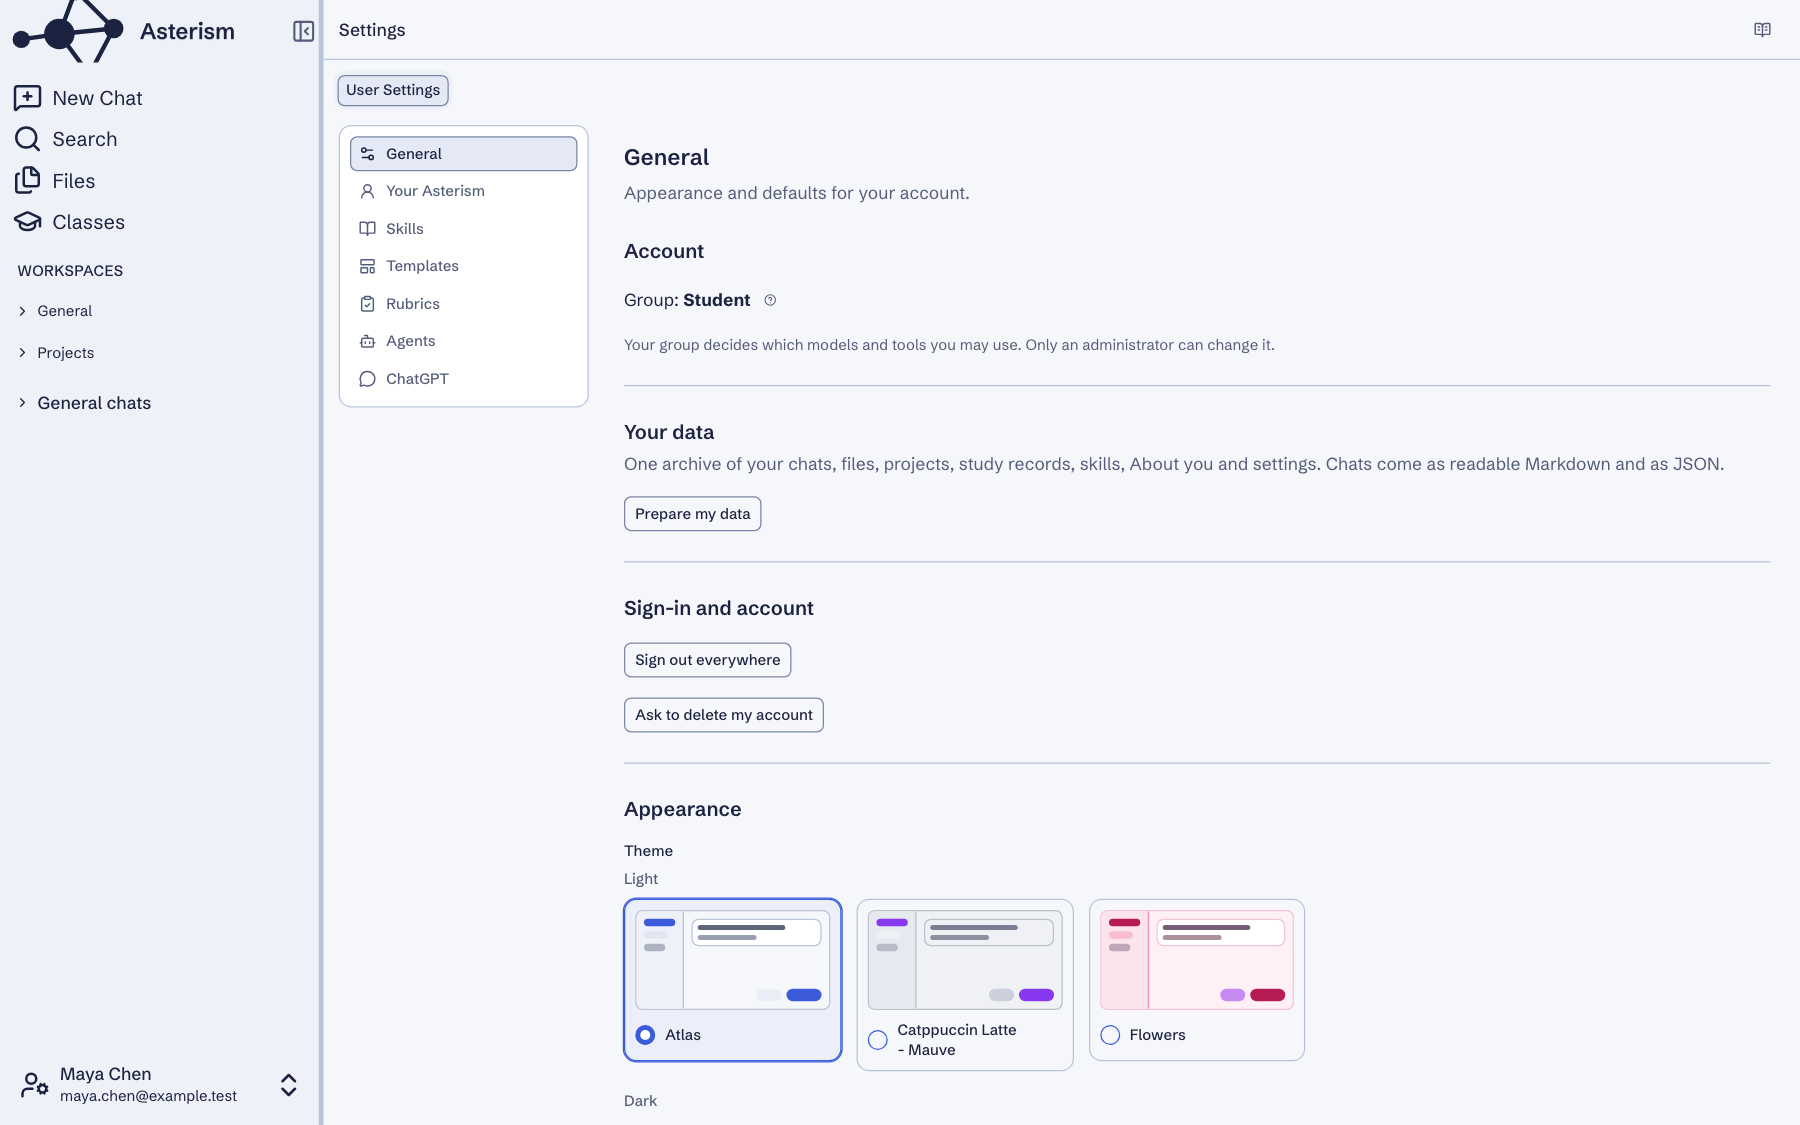 Asterism
New Chat
Search
Files
Classes
WORKSPACES
General
Projects
General chats
Maya Chen
maya.chen@example.test
Settings
User Settings
General
Your Asterism
Skills
Templates
Rubrics
Agents
ChatGPT
General
Appearance and defaults for your account.
Account
Group: Student
Your group decides which models and tools you may use. Only an administrator can change it.
Your data
One archive of your chats, files, projects, study records, skills, About you and settings. Chats come as readable Markdown and as JSON.
Prepare my data
Sign-in and account
Sign out everywhere
Ask to delete my account
Appearance
Theme
Light
Atlas
Catppuccin Latte
- Mauve
Flowers
Dark